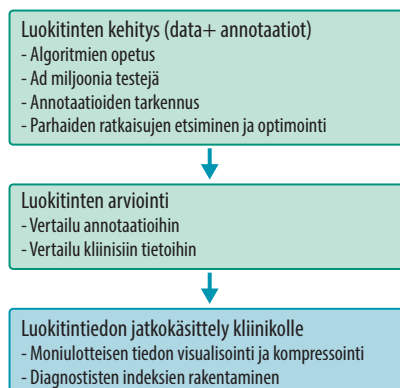 Luokitinten kehitys (data+ annotaatiot)
- Algoritmien opetus
- Ad miljoonia testejä
- Annotaatioiden tarkennus
- Parhaiden ratkaisujen etsiminen ja optimointi
Luokitinten arviointi
- Vertailu annotaatioihin
- Vertailu kliinisiin tietoihin
Luokitintiedon jatkokäsittely kliinikolle
- Moniulotteisen tiedon visualisointi ja kompressointi
- Diagnostisten indeksien rakentaminen